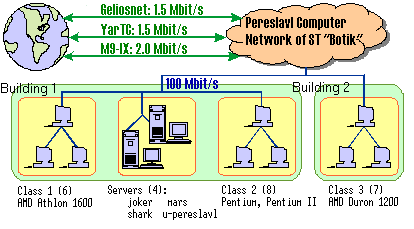 Geliosnet: 1.5 Mbit/s
YarTC: 1.5 Mbit/s
M9-IX: 2.0 Mbit/s
Pereslavl Computer
Network of ST "Botik"
100 Mbit/s
Building 1
Building 2
Class 1 (6)
AMD Athlon 1600
Servers (4):
joker mars
shark u-pereslavl
Class 2 (8)
Pentium, Pentium II
Class 3 (7)
AMD Duron 1200